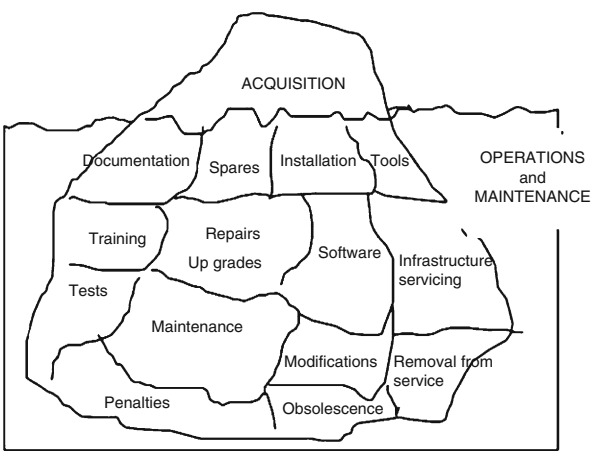 ACQUISITION
Documentation
Spares
Installation
Tools
OPERATIONS
and
MAINTENANCE
Training
Repairs
Up grades
Software
Infrastructure
servicing
Tests
Maintenance
Modifications
Removal from
service
Penalties
Obsolescence